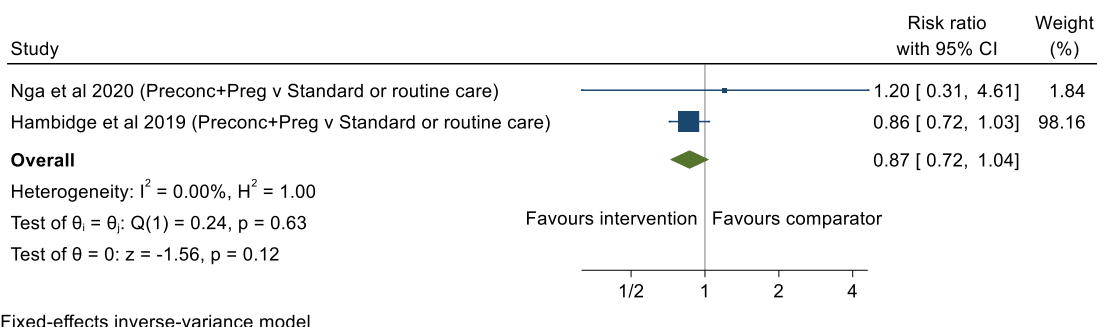 Risk ratio Weight
Study with 95% CI (%)
Nga et al 2020 (Preconc+Preg v Standard or routine care) 1.20 [ 0.31, 4.61] 1.84
Hambidge et al 2019 (Preconc+Preg v Standard or routine care) 0.86 [ 0.72, 1.03] 98.16
Overall 0.87 [ 0.72, 1.04]
Heterogeneity: I² = 0.00%, H² = 1.00
Test of θᵢ = θⱼ: Q(1) = 0.24, p = 0.63
Favours intervention Favours comparator
Test of θ = 0: z = -1.56, p = 0.12
1/2 1 2 4
Fixed-effects inverse-variance model